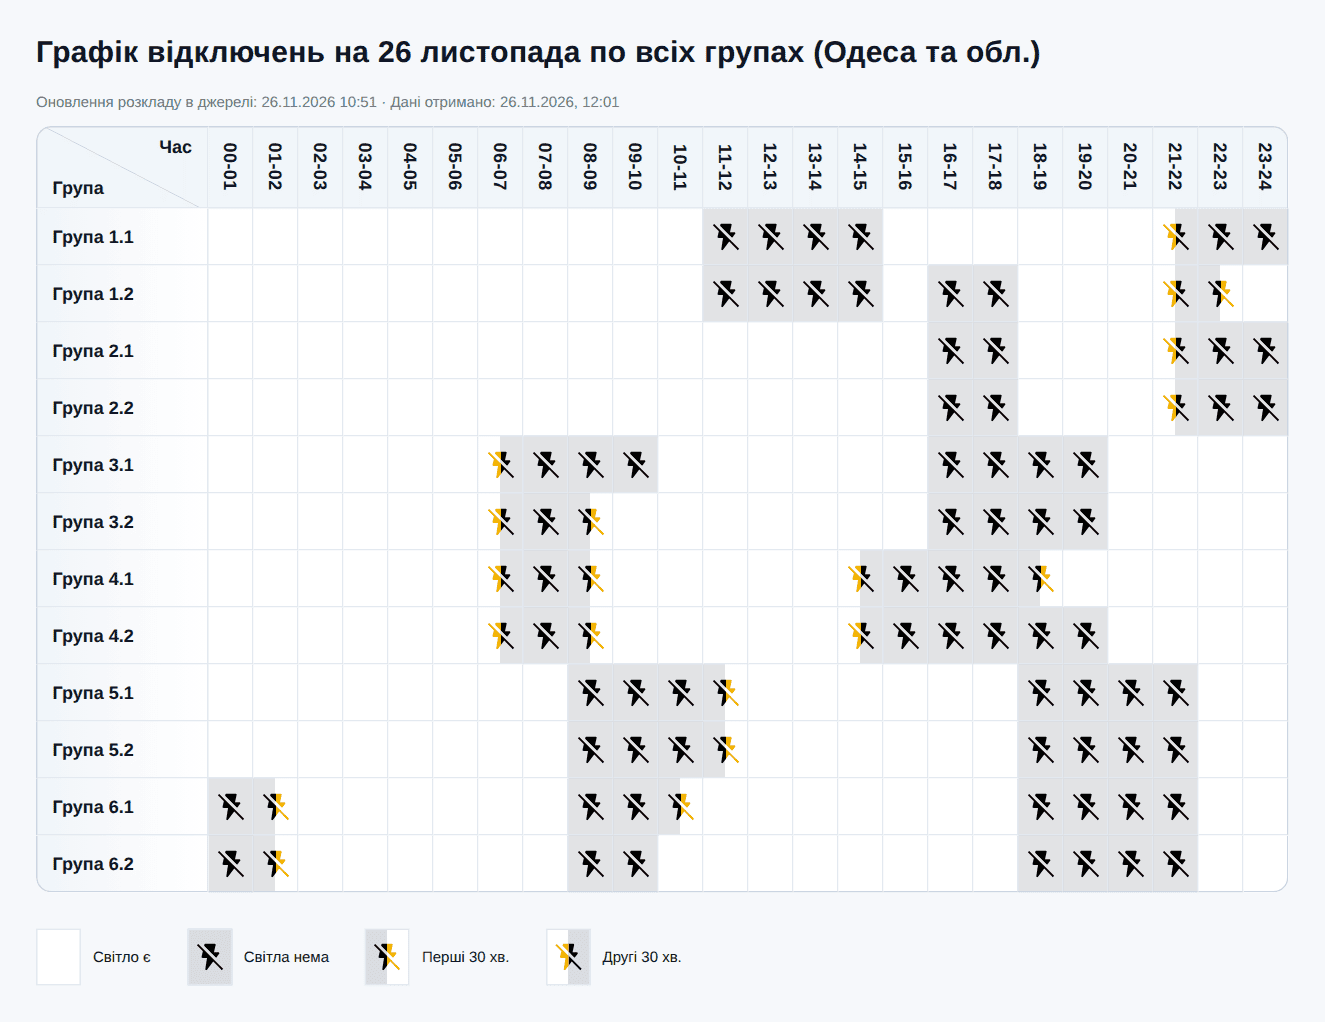 Графік відключень на 26 листопада по всіх групах (Одеса та обл.)
Оновлення розкладу в джерелі: 26.11.2026 10:51 · Дані отримано: 26.11.2026, 12:01
Час
Група
00-01 01-02 02-03 03-04 04-05 05-06 06-07 07-08 08-09 09-10 10-11 11-12 12-13 13-14 14-15 15-16 16-17 17-18 18-19 19-20 20-21 21-22 22-23 23-24
Група 1.1
Група 1.2
Група 2.1
Група 2.2
Група 3.1
Група 3.2
Група 4.1
Група 4.2
Група 5.1
Група 5.2
Група 6.1
Група 6.2
Світло є Світла нема Перші 30 хв. Другі 30 хв.